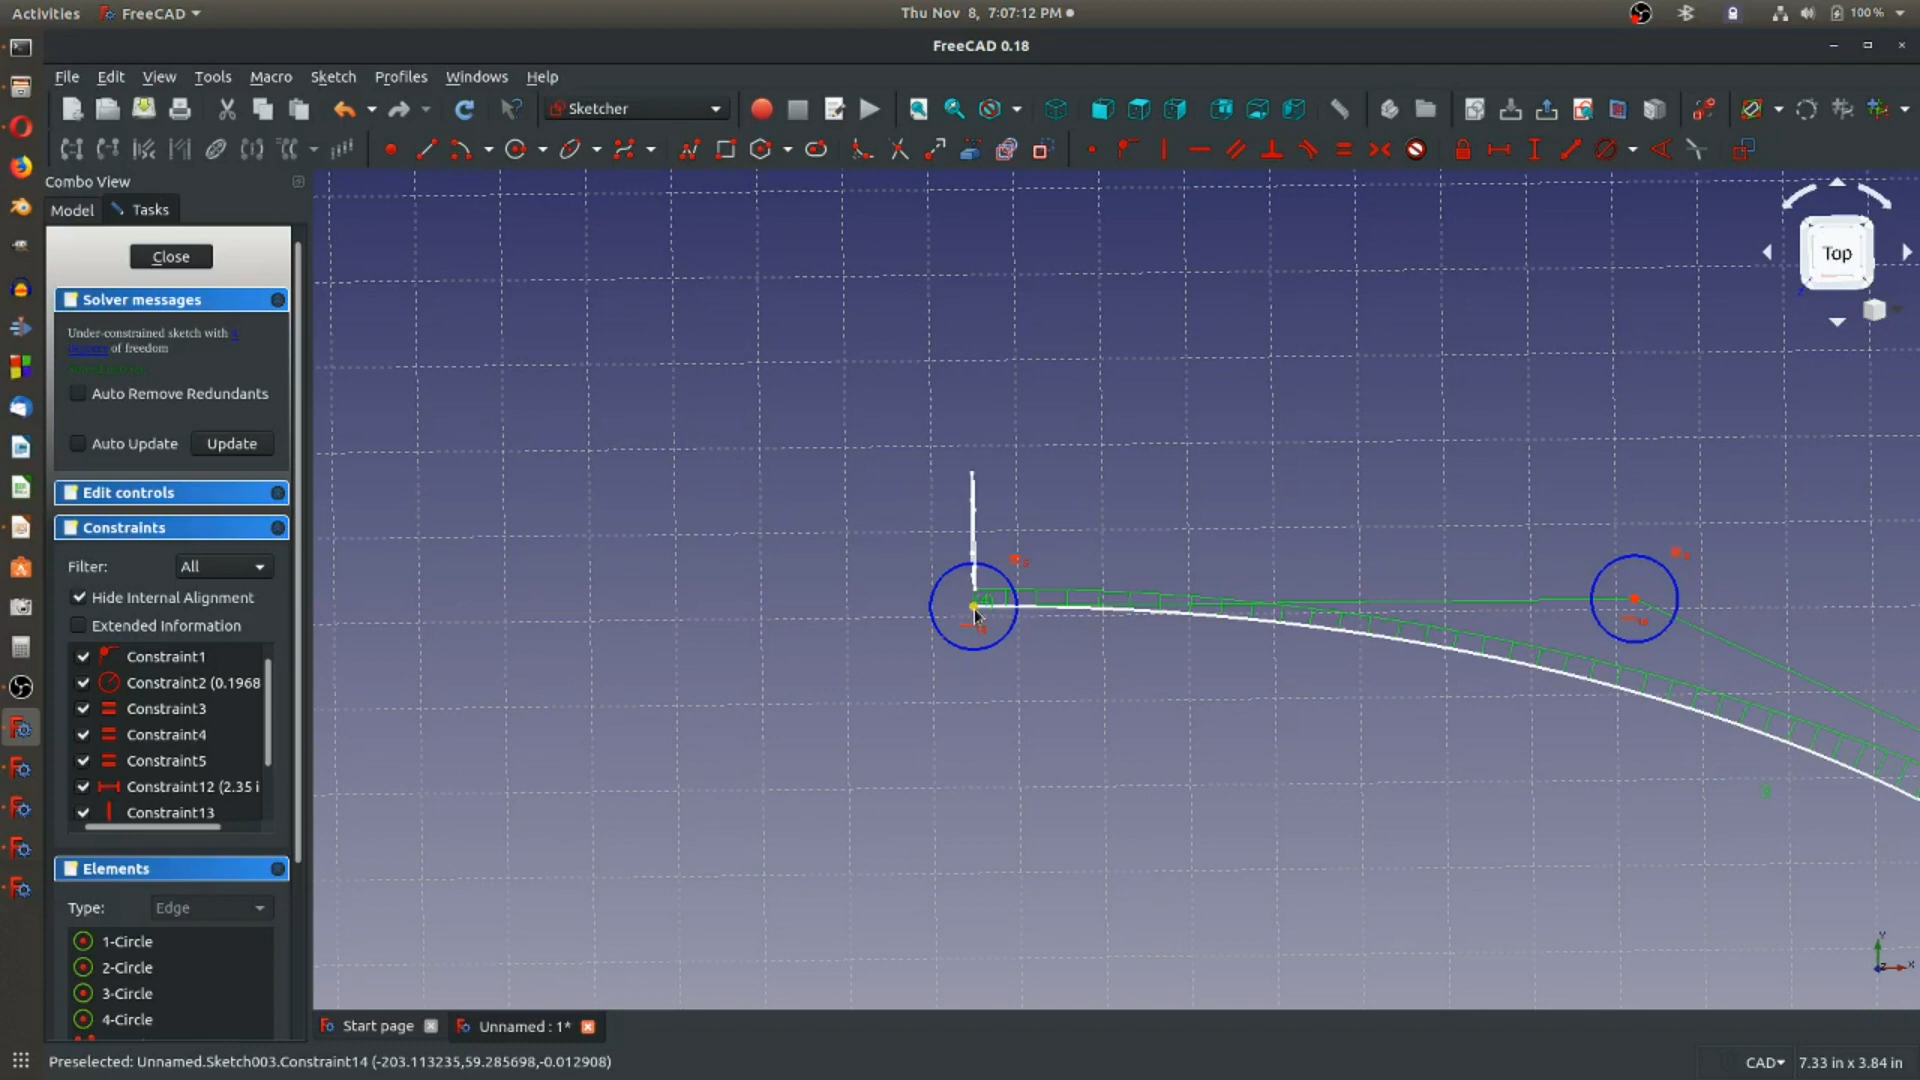 Activities
FreeCAD
Thu Nov 8, 7:07:12 PM
100%
FreeCAD 0.18
File Edit View Tools Macro Sketch Profiles Windows Help
Sketcher
Combo View
Model
Tasks
Close
Solver messages
Under-constrained sketch with
of freedom
Auto Remove Redundants
Auto Update
Update
Edit controls
Constraints
Filter:
All
Hide Internal Alignment
Extended Information
Constraint1
Constraint2 (0.1968
Constraint3
Constraint4
Constraint5
Constraint12 (2.35 i
Constraint13
Elements
Type:
Edge
1-Circle
2-Circle
3-Circle
4-Circle
Top
Start page
Unnamed : 1*
Preselected: Unnamed.Sketch003.Constraint14 (-203.113235,59.285698,-0.012908)
CAD
7.33 in x 3.84 in